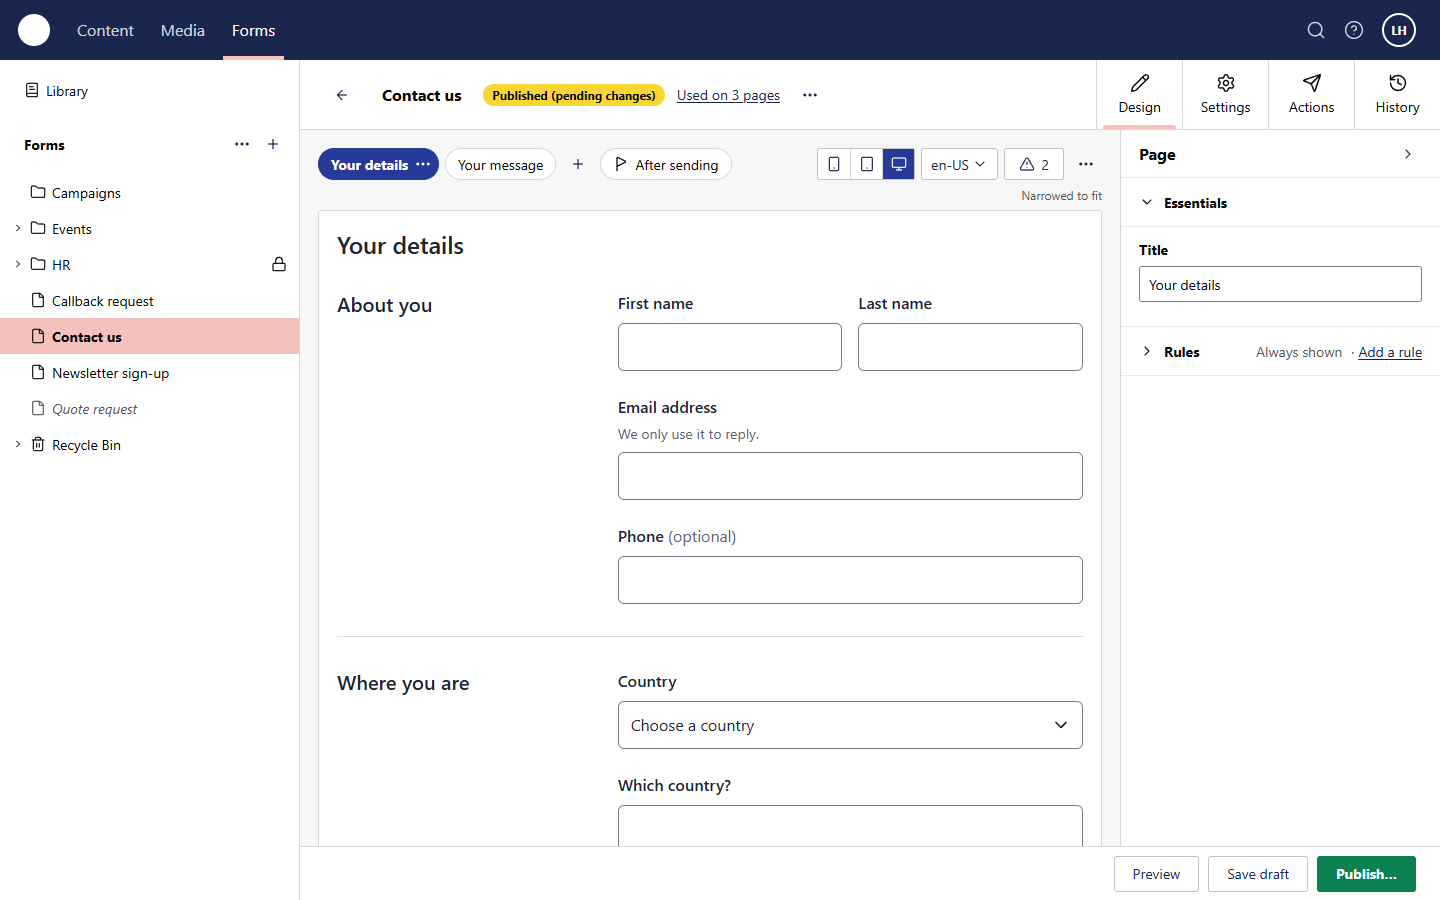 Content Media Forms LH
Library
Forms
Campaigns
Events
HR
Callback request
Contact us
Newsletter sign-up
Quote request
Recycle Bin
Contact us Published (pending changes) Used on 3 pages
Design Settings Actions History
Your details Your message After sending en-US 2
Narrowed to fit
Your details
About you
First name Last name
Email address
We only use it to reply.
Phone (optional)
Where you are
Country
Choose a country
Which country?
Page
Essentials
Title
Your details
Rules Always shown · Add a rule
Preview Save draft Publish...